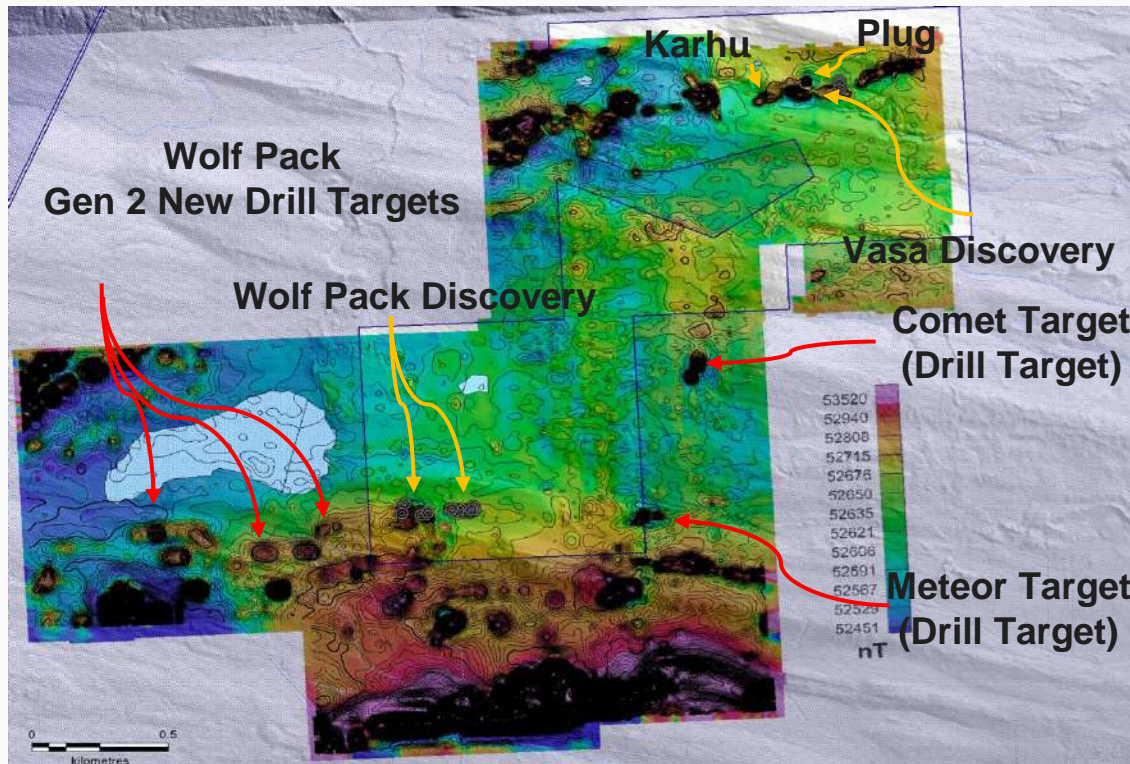 Karhu
Plug
Wolf Pack
Gen 2 New Drill Targets
Vasa Discovery
Wolf Pack Discovery
Comet Target
(Drill Target)
53520
52940
52808
52715
52676
52650
52635
52621
52606
52591
52567
52529
52451
nT
Meteor Target
(Drill Target)
0
0.5
kilometres